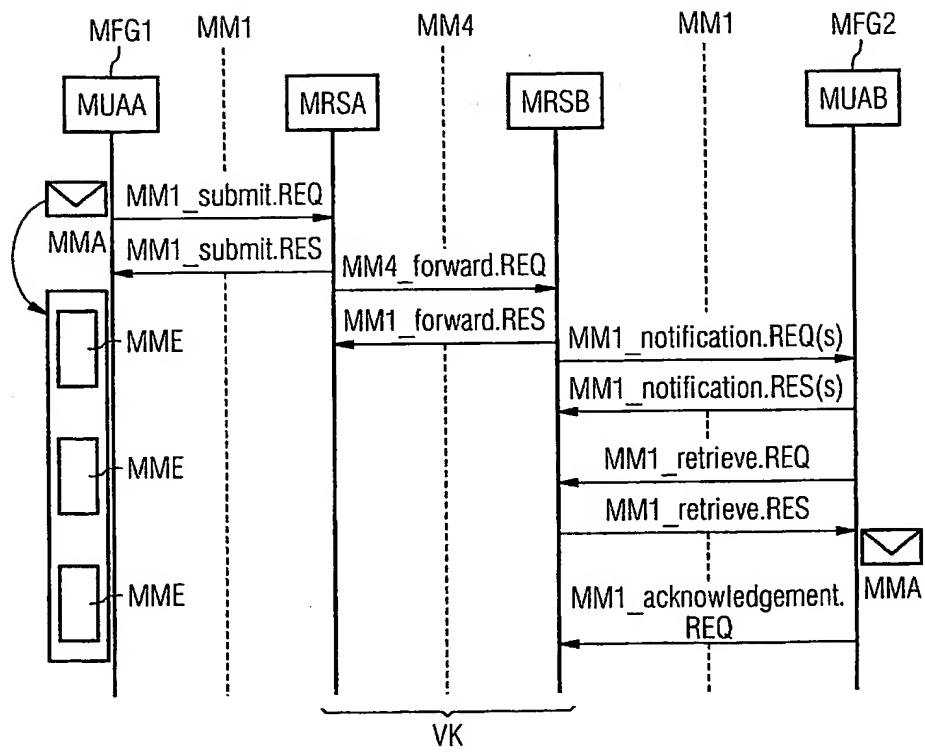 MFG1 MM1 MM4 MM1 MFG2
MUAA MRSA MRSB MUAB
MM1_submit.REQ
MMA
MM1_submit.RES
MM4_forward.REQ
MM1_forward.RES
MME
MM1_notification.REQ(s)
MM1_notification.RES(s)
MME
MM1_retrieve.REQ
MM1_retrieve.RES
MMA
MME
MM1_acknowledgement.
REQ
VK